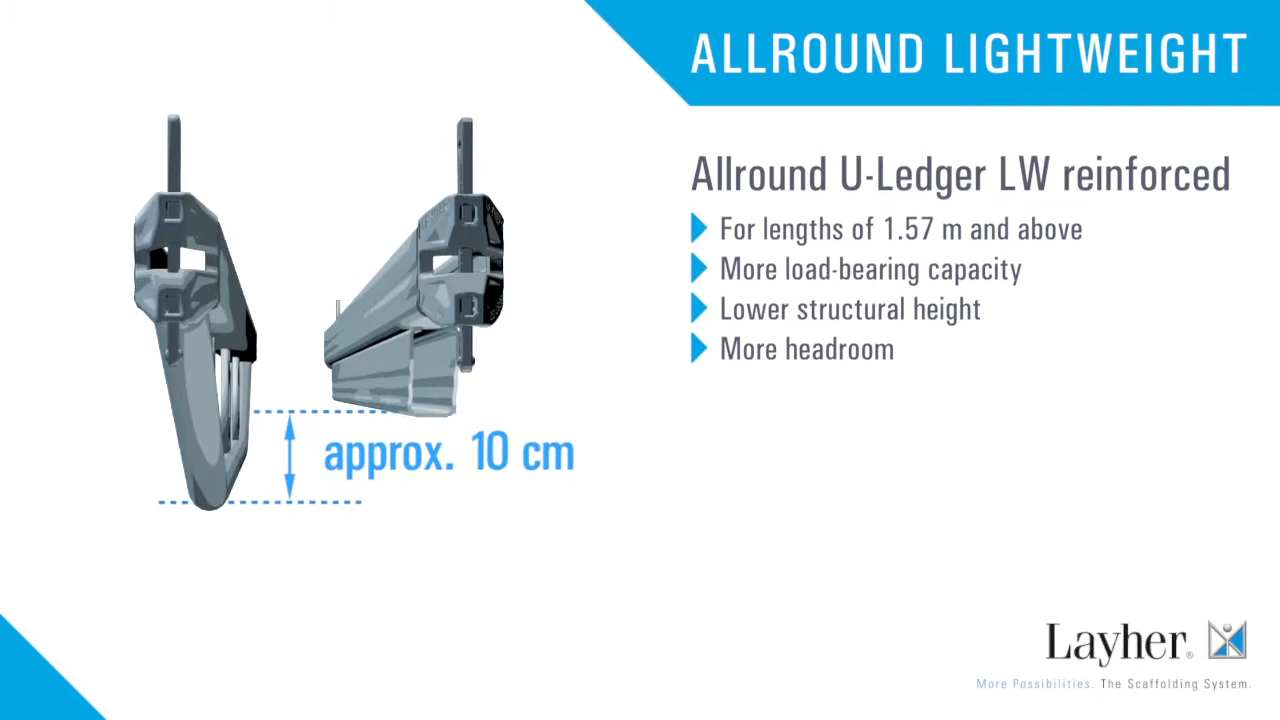 ALLROUND LIGHTWEIGHT
Allround U-Ledger LW reinforced
For lengths of 1.57 m and above
More load-bearing capacity
Lower structural height
More headroom
approx. 10 cm
Layher®
More Possibilities. The Scaffolding System.